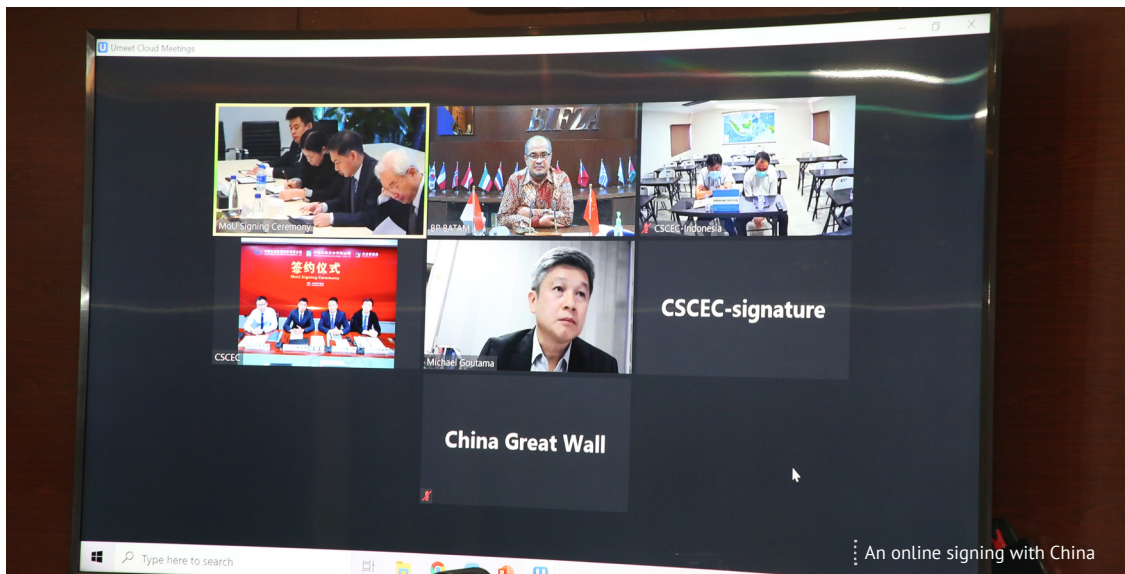 Umeet Cloud Meetings
BIFZA
MoU Signing Ceremony
BP BATAM
CSCEC-Indonesia
签约仪式
MoU Signing Ceremony
CSCEC
Michael Goutama
CSCEC-signature
China Great Wall
Type here to search
An online signing with China